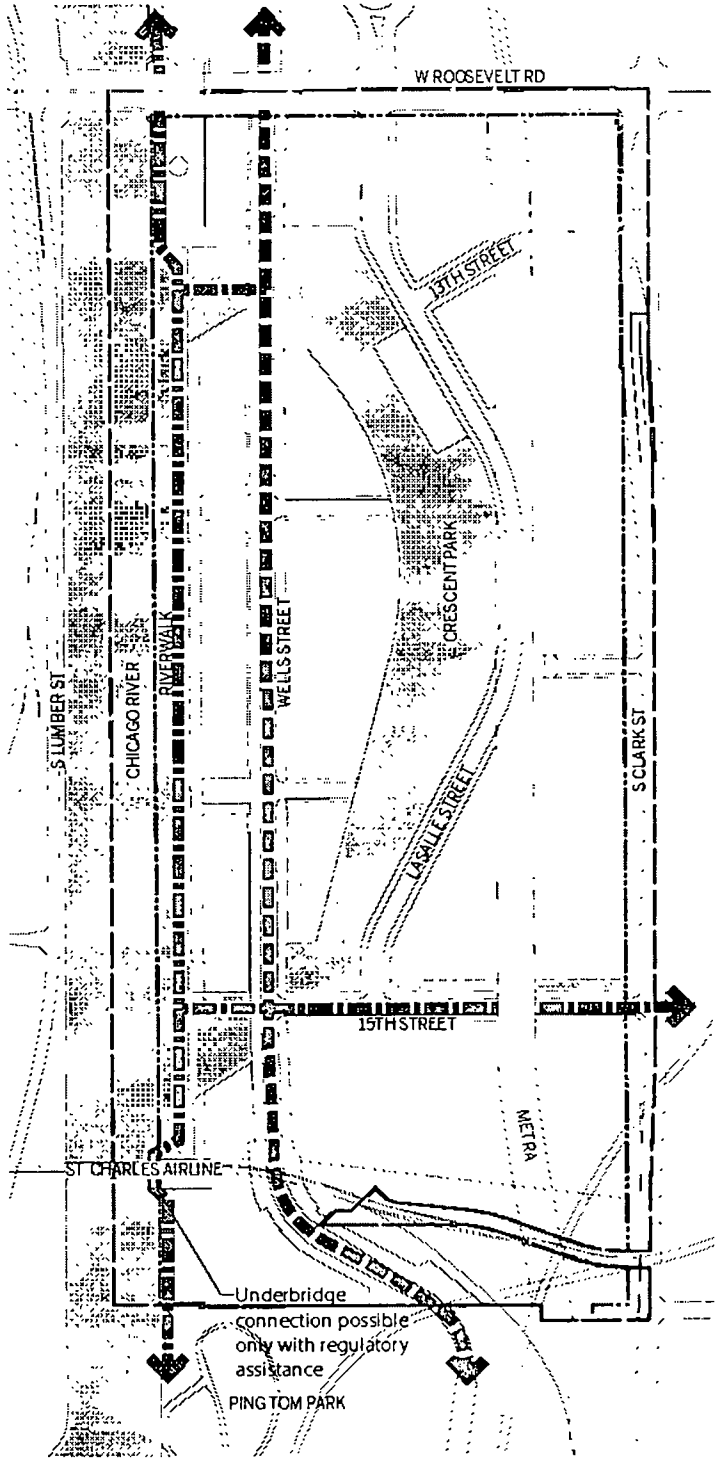 W ROOSEVELT RD
13TH STREET
CRESCENT PARK
RIVERWALK
WELLS STREET
S LUMBER ST
CHICAGO RIVER
S CLARK ST
LASALLE STREET
15TH STREET
METRA
ST CHARLES AIRLINE
Underbridge
connection possible
only with regulatory
assistance
PING TOM PARK